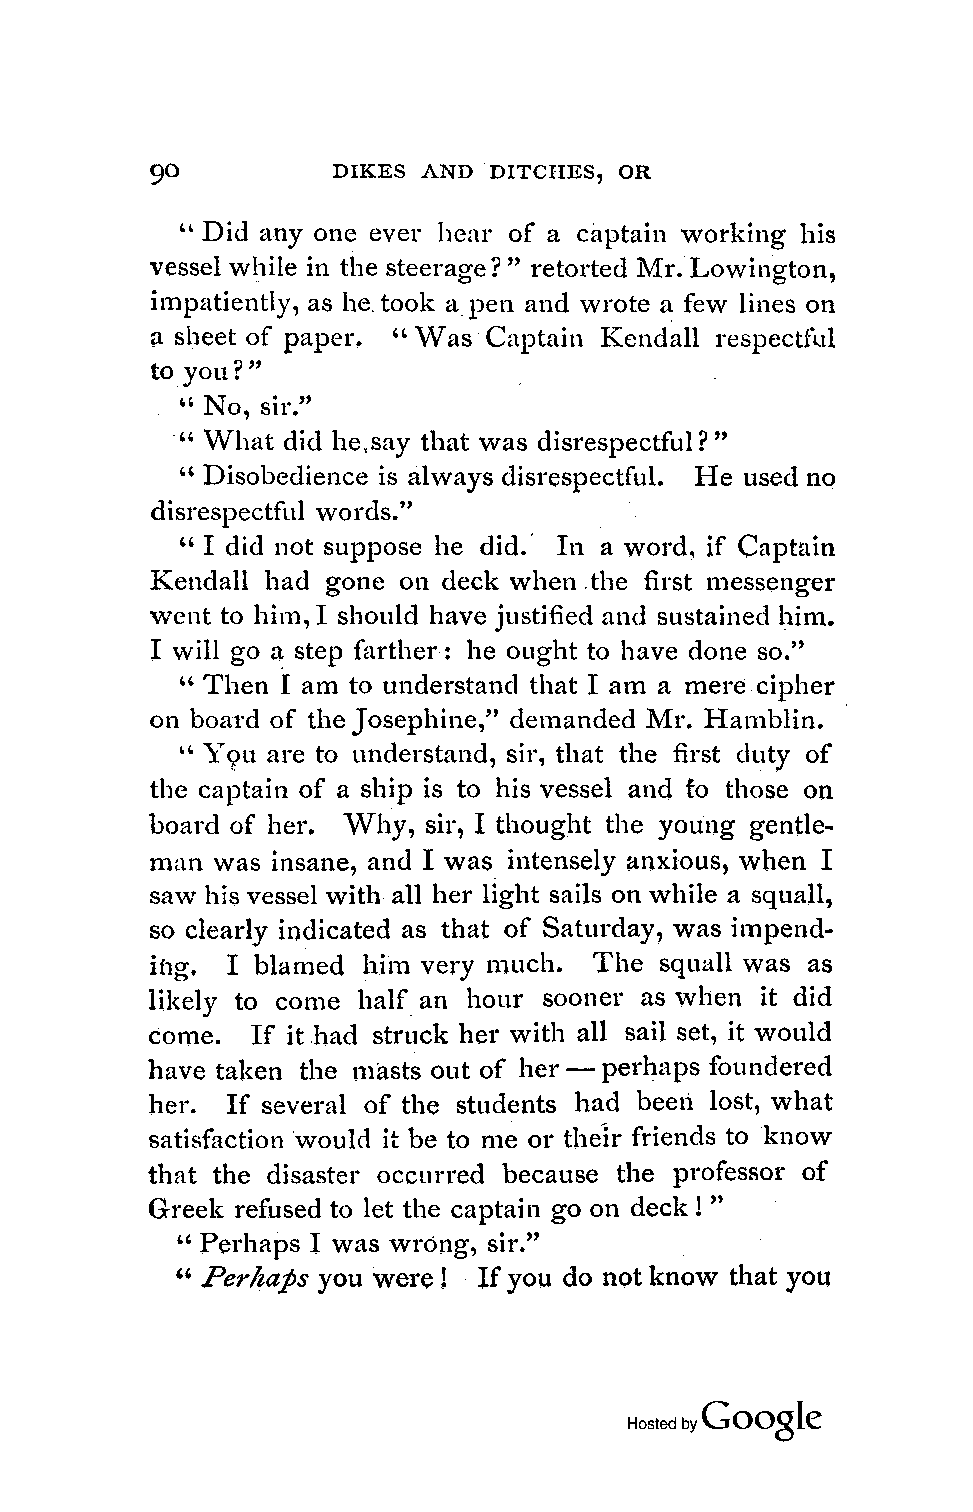 90 DIKES AND DITCHES, OR
“ Did any one ever hear of a captain working his
vessel while in the steerage? ” retorted Mr. Lowington,
impatiently, as he took a pen and wrote a few lines on
a sheet of paper. “ Was Captain Kendall respectful
to you? ”
“ No, sir.”
“ What did he say that was disrespectful? ”
“ Disobedience is always disrespectful. He used no
disrespectful words.”
“ I did not suppose he did. In a word, if Captain
Kendall had gone on deck when the first messenger
went to him, I should have justified and sustained him.
I will go a step farther: he ought to have done so.”
“ Then I am to understand that I am a mere cipher
on board of the Josephine,” demanded Mr. Hamblin.
“ You are to understand, sir, that the first duty of
the captain of a ship is to his vessel and to those on
board of her. Why, sir, I thought the young gentle-
man was insane, and I was intensely anxious, when I
saw his vessel with all her light sails on while a squall,
so clearly indicated as that of Saturday, was impend-
ing. I blamed him very much. The squall was as
likely to come half an hour sooner as when it did
come. If it had struck her with all sail set, it would
have taken the masts out of her — perhaps foundered
her. If several of the students had been lost, what
satisfaction would it be to me or their friends to know
that the disaster occurred because the professor of
Greek refused to let the captain go on deck! ”
“ Perhaps I was wrong, sir.”
“ Perhaps you were! If you do not know that you
Hosted by Google